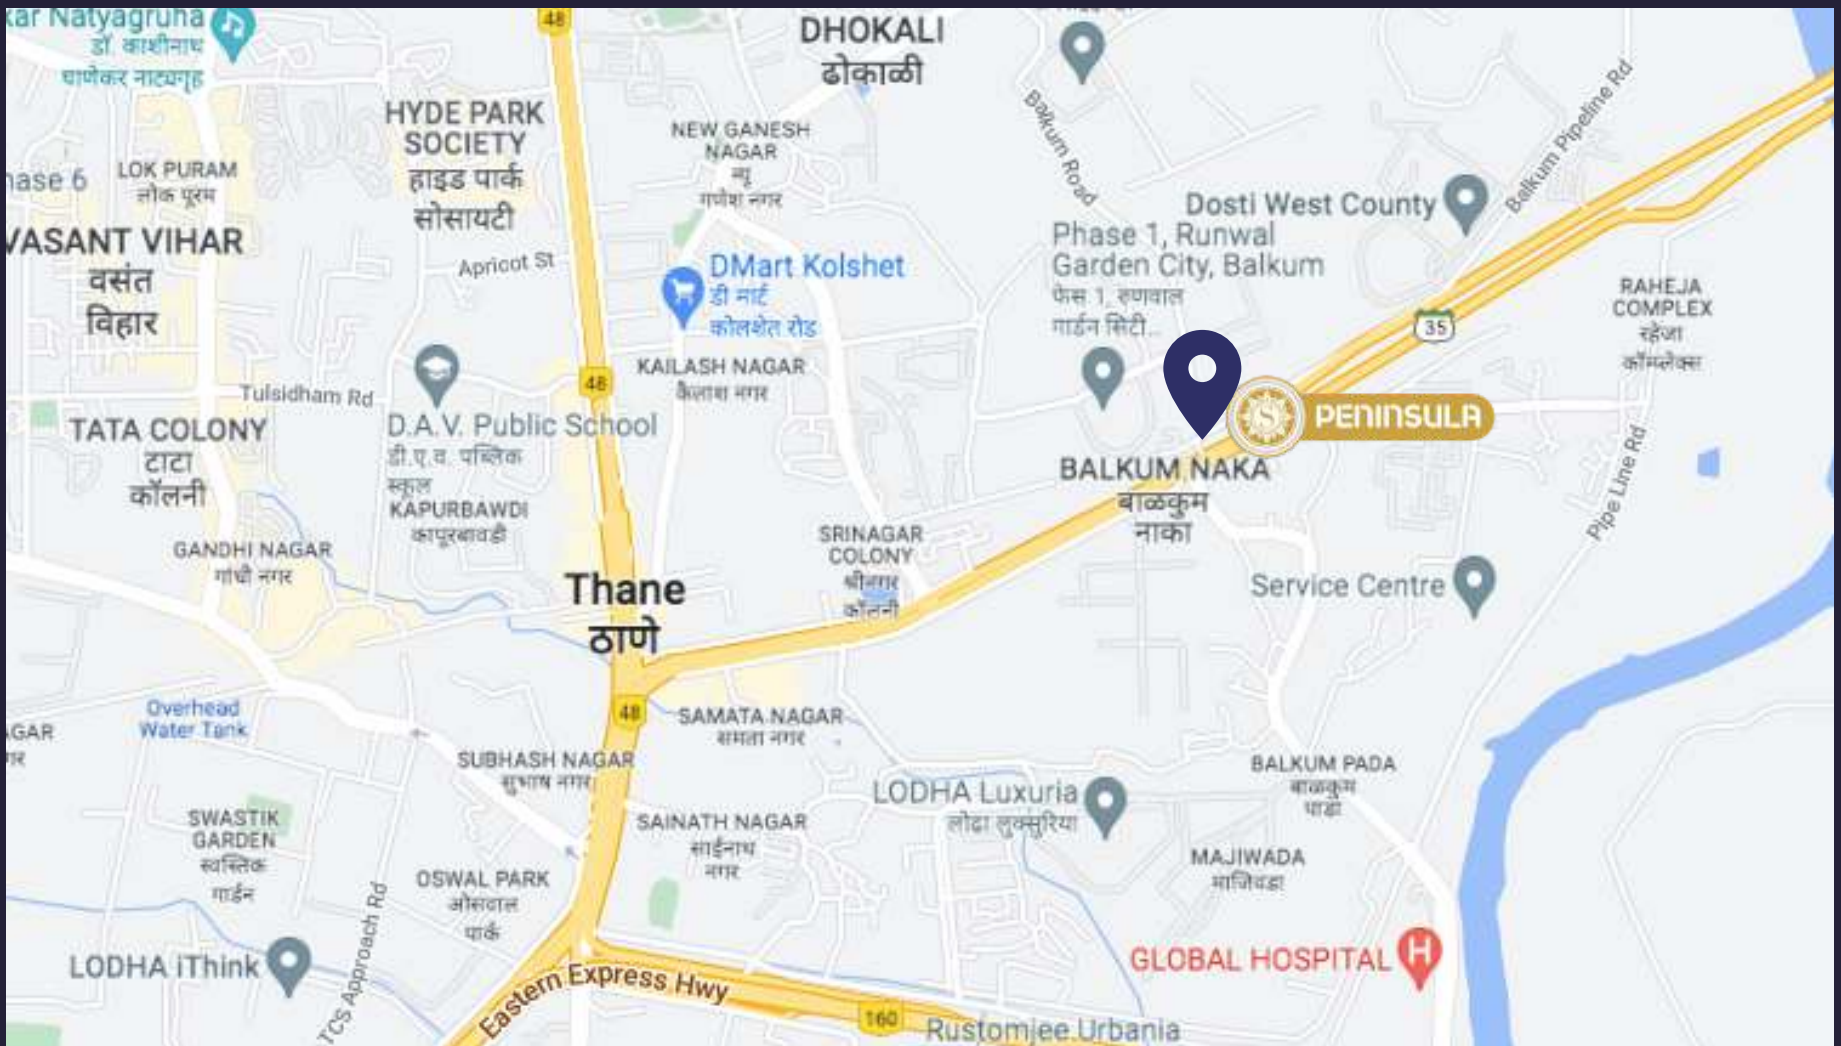 kar Natyagruha
डॉ. काशीनाथ
घाणेकर नाट्यगृह
48
DHOKALI
ढोकाळी
HYDE PARK
SOCIETY
हाइड पार्क
सोसायटी
NEW GANESH
NAGAR
न्यू
गणेश नगर
Balkum Road
Balkum Pipeline Rd
LOK PURAM
लोक पूरम
hase 6
VASANT VIHAR
वसंत
विहार
Apricot St
DMart Kolshet
डी मार्ट
कोलशेत रोड
Dosti West County
Phase 1, Runwal
Garden City, Balkum
फेस 1, रुणवाल
गार्डन सिटी...
RAHEJA
COMPLEX
रहेजा
कॉम्प्लेक्स
35
48
KAILASH NAGAR
कैलाश नगर
Tulsidham Rd
D.A.V. Public School
डी.ए.व. पब्लिक
स्कूल
TATA COLONY
टाटा
कॉलनी
S
PENINSULA
BALKUM NAKA
बाळकुम
नाका
Pipe Line Rd
KAPURBAWDI
कापूरबावडी
GANDHI NAGAR
गांधी नगर
SRINAGAR
COLONY
श्रीनगर
कॉलनी
Thane
ठाणे
Service Centre
Overhead
Water Tank
48
SAMATA NAGAR
समता नगर
AGAR
गर
SUBHASH NAGAR
सुभाष नगर
BALKUM PADA
बाळकुम
पाडा
LODHA Luxuria
लोढा लुक्सुरिया
SWASTIK
GARDEN
स्वस्तिक
गार्डन
SAINATH NAGAR
साईनाथ
नगर
MAJIWADA
माजिवडा
OSWAL PARK
ओसवाल
पार्क
TCS Approach Rd
LODHA iThink
GLOBAL HOSPITAL
H
Eastern Express Hwy
160
Rustomjee Urbania